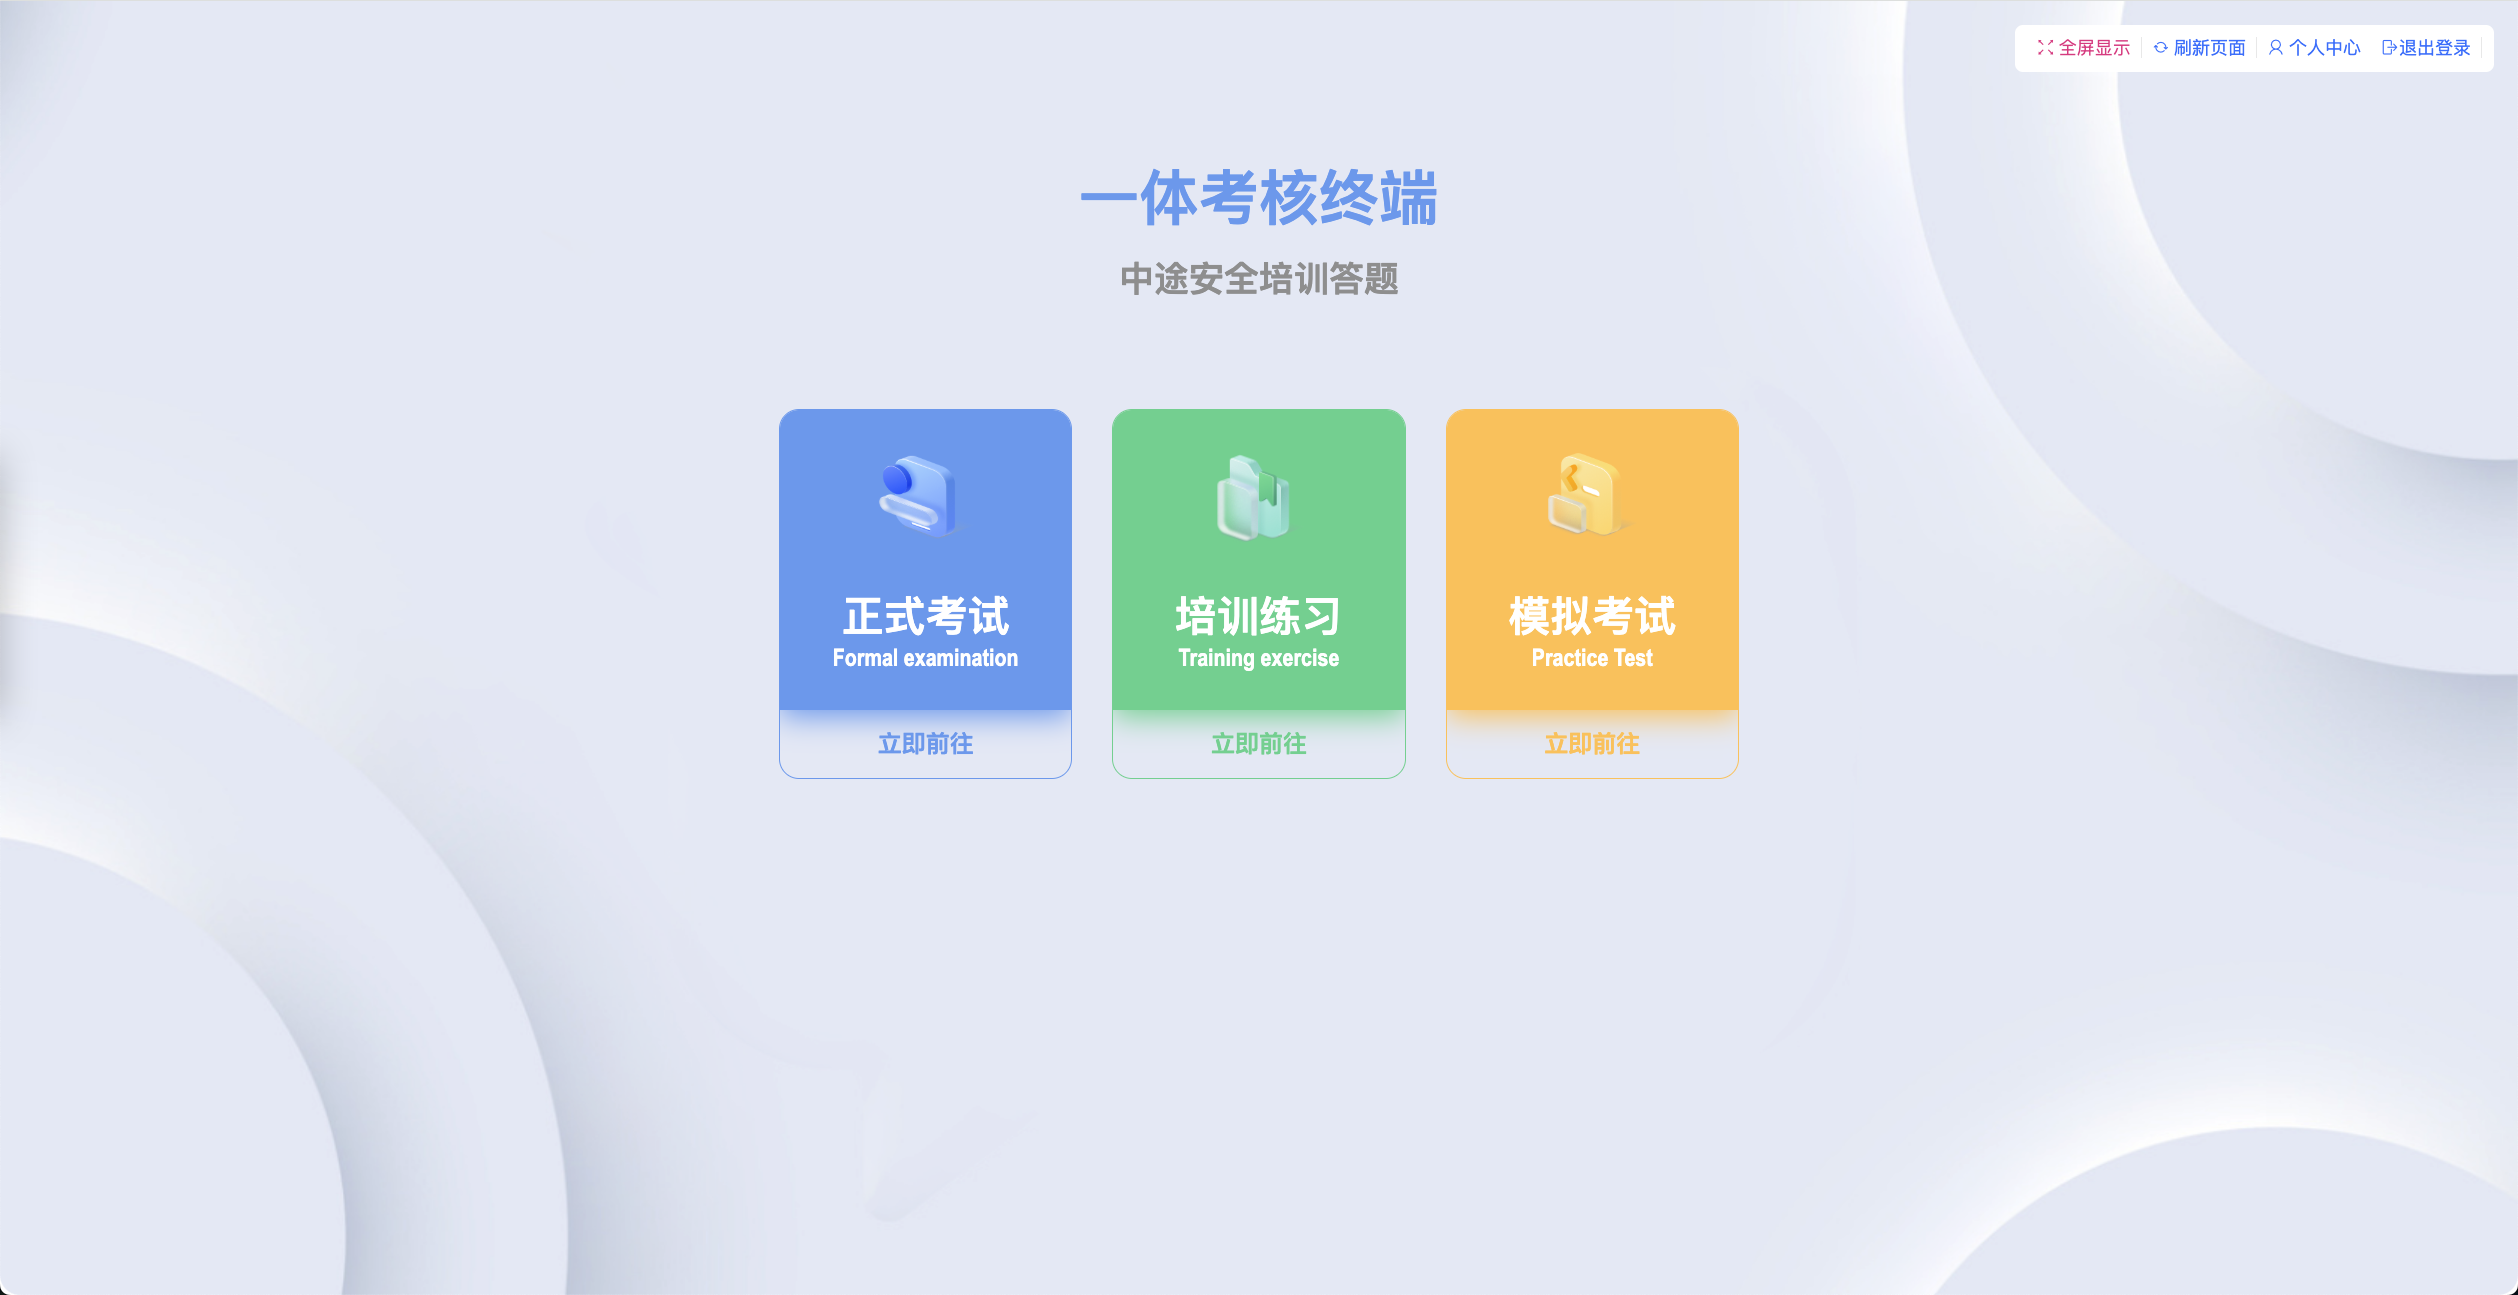 全屏显示 刷新页面 个人中心 退出登录
一体考核终端
中途安全培训答题
正式考试
Formal examination
立即前往
培训练习
Training exercise
立即前往
模拟考试
Practice Test
立即前往